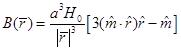 B(r̅) = a³H₀ / |r̅|³ [3(m̂·r̂)r̂ − m̂]